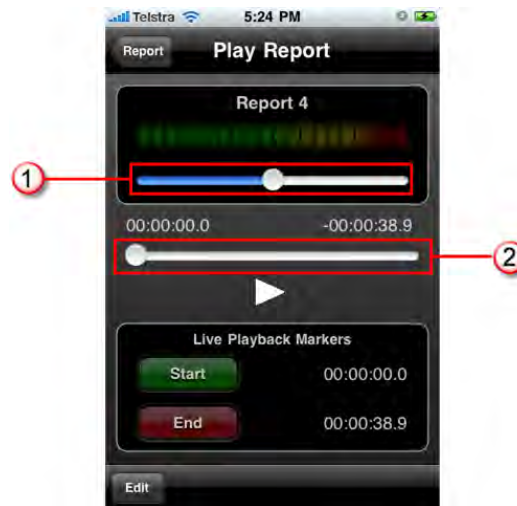 Telstra 5:24 PM
Report Play Report
Report 4
1
00:00:00.0 -00:00:38.9
2
Live Playback Markers
Start 00:00:00.0
End 00:00:38.9
Edit